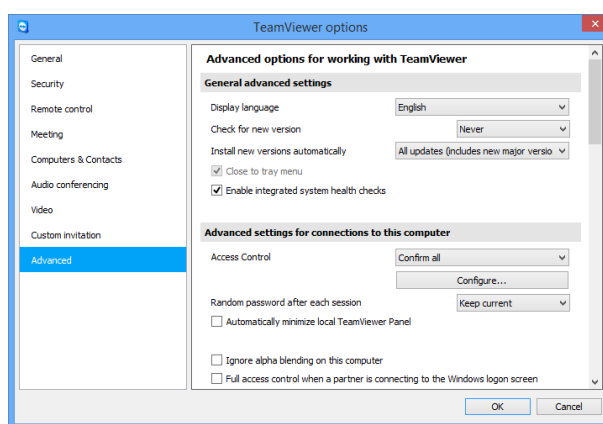 TeamViewer options
General
Security
Remote control
Meeting
Computers & Contacts
Audio conferencing
Video
Custom invitation
Advanced
Advanced options for working with TeamViewer
General advanced settings
Display language English
Check for new version Never
Install new versions automatically All updates (includes new major versio
Close to tray menu
Enable integrated system health checks
Advanced settings for connections to this computer
Access Control Confirm all
Configure...
Random password after each session Keep current
Automatically minimize local TeamViewer Panel
Ignore alpha blending on this computer
Full access control when a partner is connecting to the Windows logon screen
OK Cancel